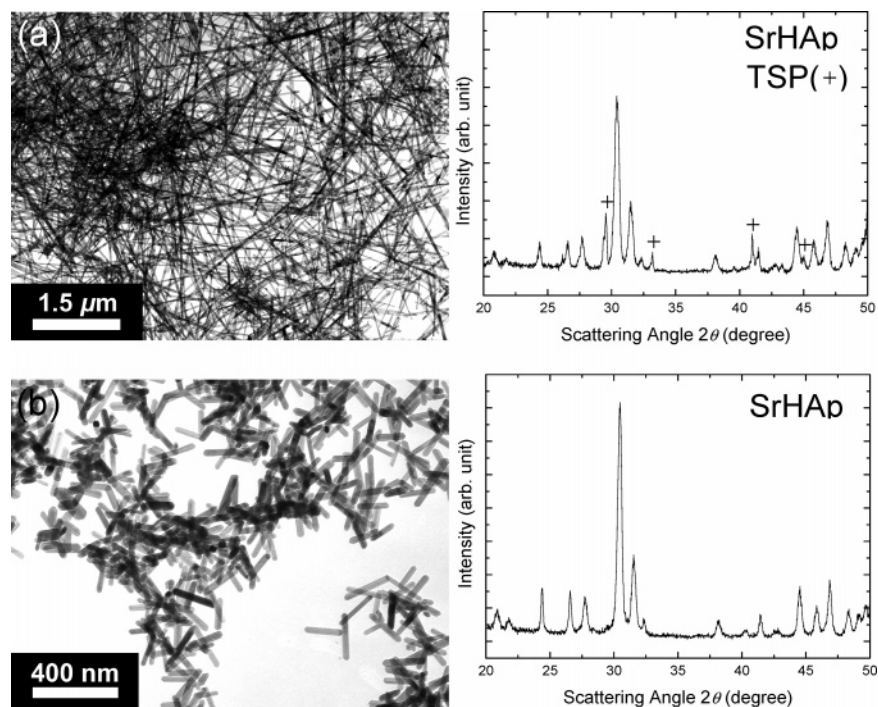 (a)
1.5 µm
SrHAp
TSP(+)
+
+
+
+
Intensity (arb. unit)
20 25 30 35 40 45 50
Scattering Angle 2θ (degree)
(b)
400 nm
SrHAp
Intensity (arb. unit)
20 25 30 35 40 45 50
Scattering Angle 2θ (degree)